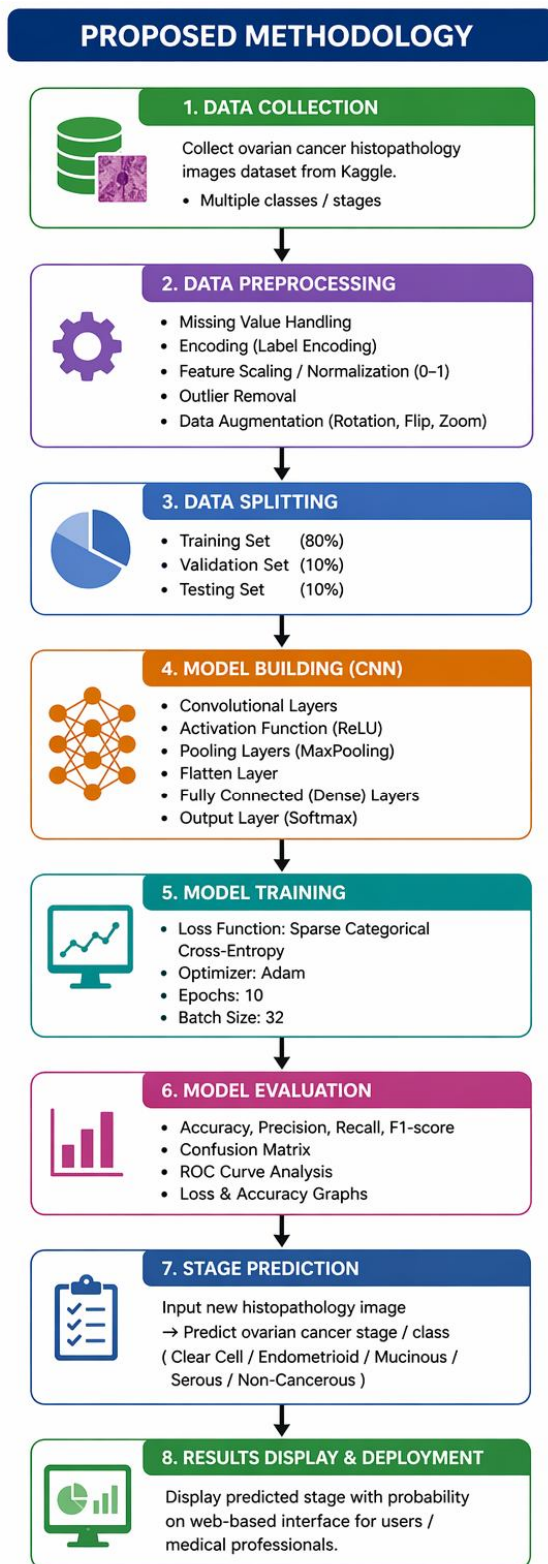 PROPOSED METHODOLOGY
1. DATA COLLECTION
Collect ovarian cancer histopathology
images dataset from Kaggle.
• Multiple classes / stages
2. DATA PREPROCESSING
• Missing Value Handling
• Encoding (Label Encoding)
• Feature Scaling / Normalization (0–1)
• Outlier Removal
• Data Augmentation (Rotation, Flip, Zoom)
3. DATA SPLITTING
• Training Set (80%)
• Validation Set (10%)
• Testing Set (10%)
4. MODEL BUILDING (CNN)
• Convolutional Layers
• Activation Function (ReLU)
• Pooling Layers (MaxPooling)
• Flatten Layer
• Fully Connected (Dense) Layers
• Output Layer (Softmax)
5. MODEL TRAINING
• Loss Function: Sparse Categorical
Cross-Entropy
• Optimizer: Adam
• Epochs: 10
• Batch Size: 32
6. MODEL EVALUATION
• Accuracy, Precision, Recall, F1-score
• Confusion Matrix
• ROC Curve Analysis
• Loss & Accuracy Graphs
7. STAGE PREDICTION
Input new histopathology image
→ Predict ovarian cancer stage / class
( Clear Cell / Endometrioid / Mucinous /
Serous / Non-Cancerous )
8. RESULTS DISPLAY & DEPLOYMENT
Display predicted stage with probability
on web-based interface for users /
medical professionals.